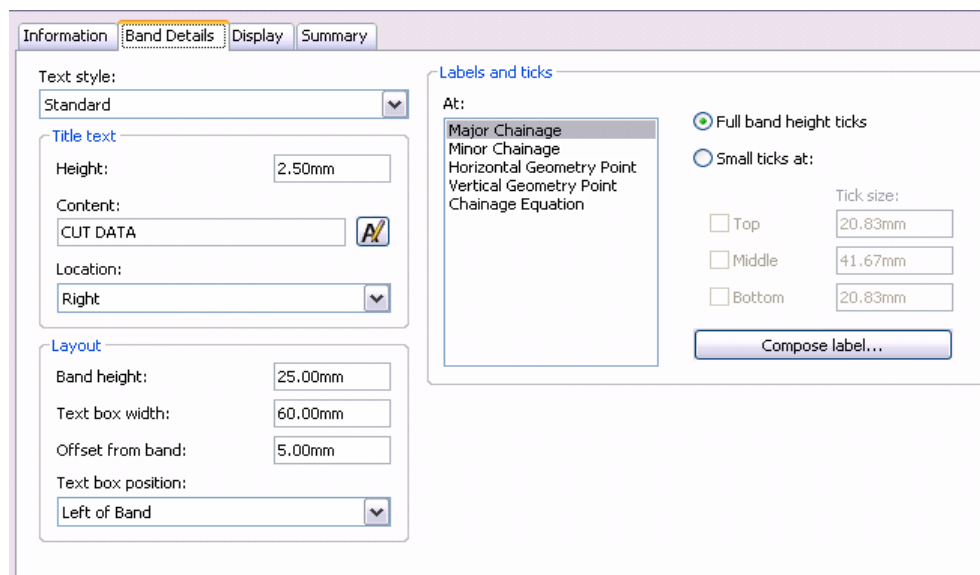 Information Band Details Display Summary
Text style:
Standard
Title text
Height: 2.50mm
Content:
CUT DATA
Location:
Right
Layout
Band height: 25.00mm
Text box width: 60.00mm
Offset from band: 5.00mm
Text box position:
Left of Band
Labels and ticks
At:
Major Chainage
Minor Chainage
Horizontal Geometry Point
Vertical Geometry Point
Chainage Equation
Full band height ticks
Small ticks at:
Tick size:
Top 20.83mm
Middle 41.67mm
Bottom 20.83mm
Compose label...